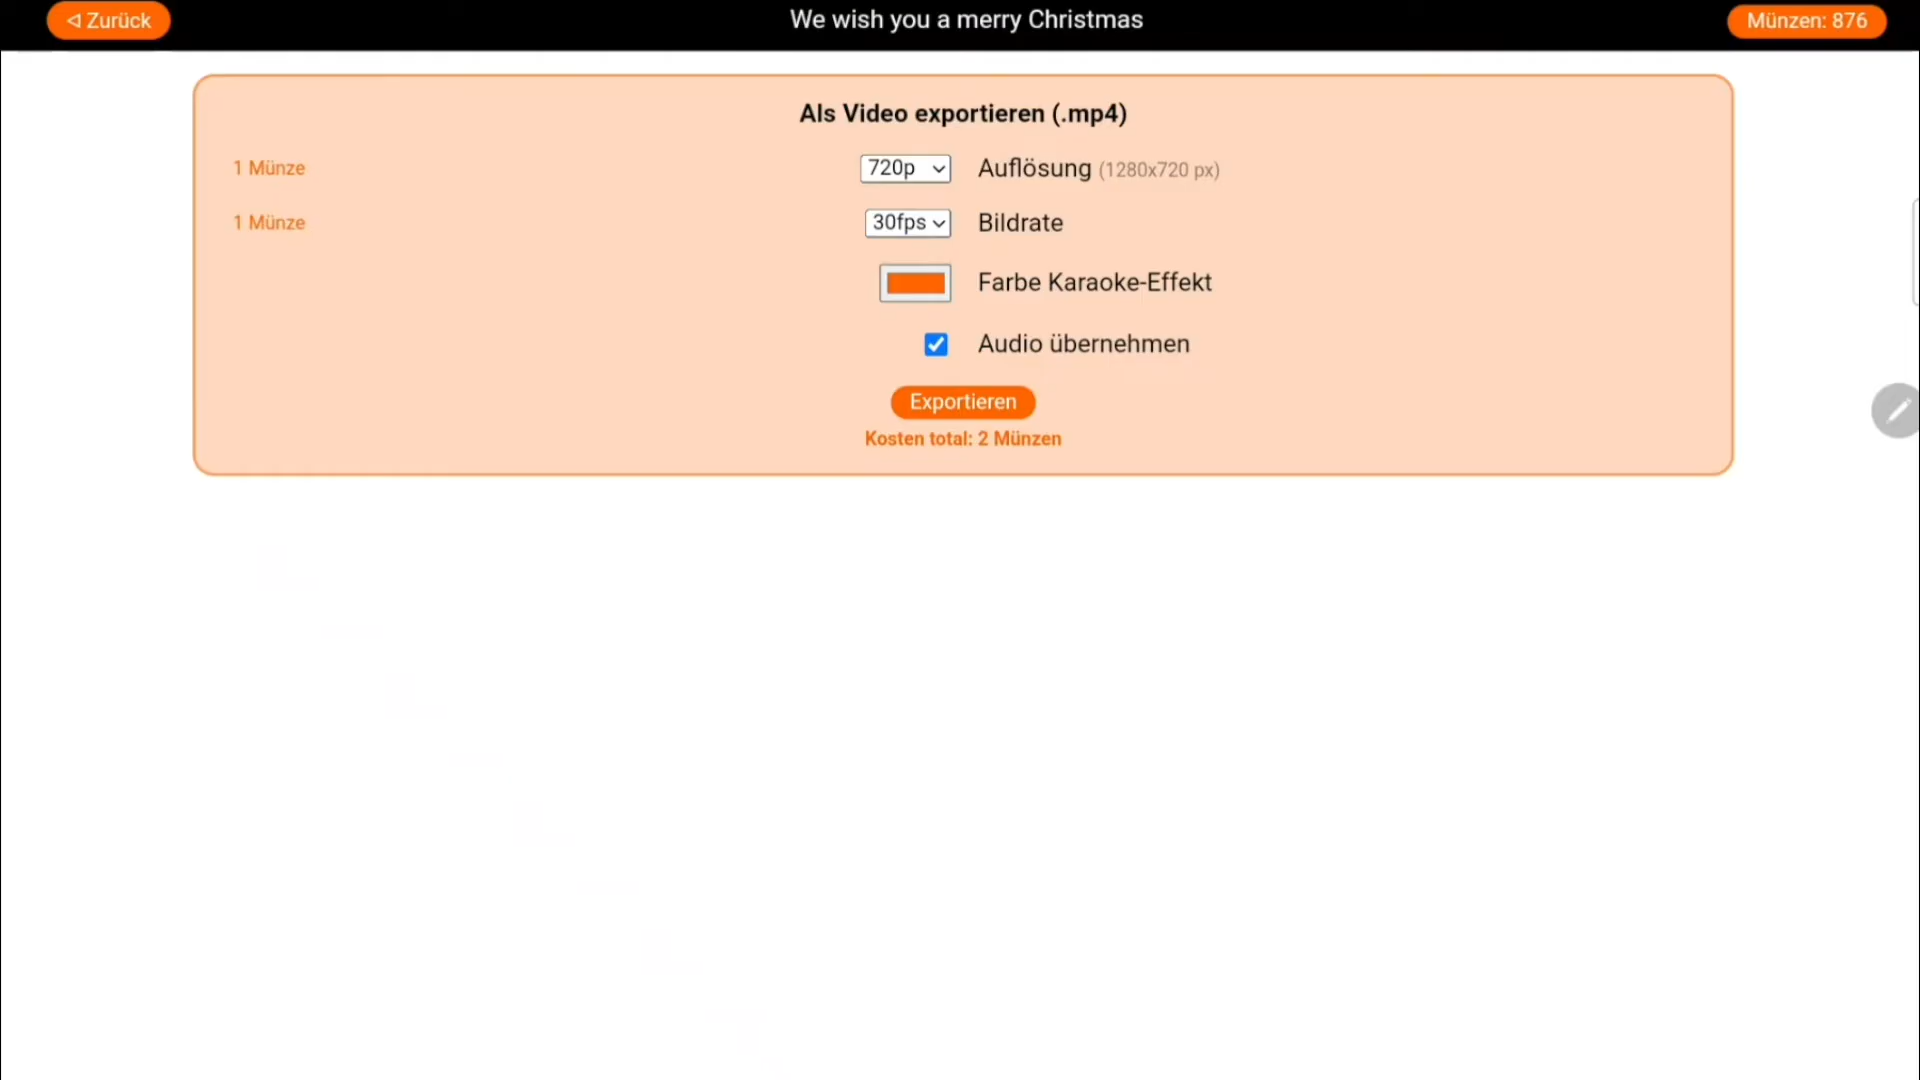 ◁ Zurück
We wish you a merry Christmas
Münzen: 876
Als Video exportieren (.mp4)
1 Münze 720p Auflösung (1280x720 px)
1 Münze 30fps Bildrate
Farbe Karaoke-Effekt
Audio übernehmen
Exportieren
Kosten total: 2 Münzen